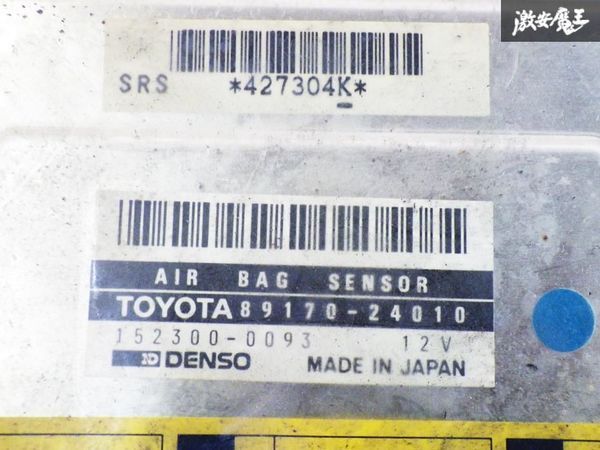 激安魔王
SRS *427304K*
AIR BAG SENSOR
TOYOTA 89170-24010
152300-0093 12V
ND DENSO MADE IN JAPAN